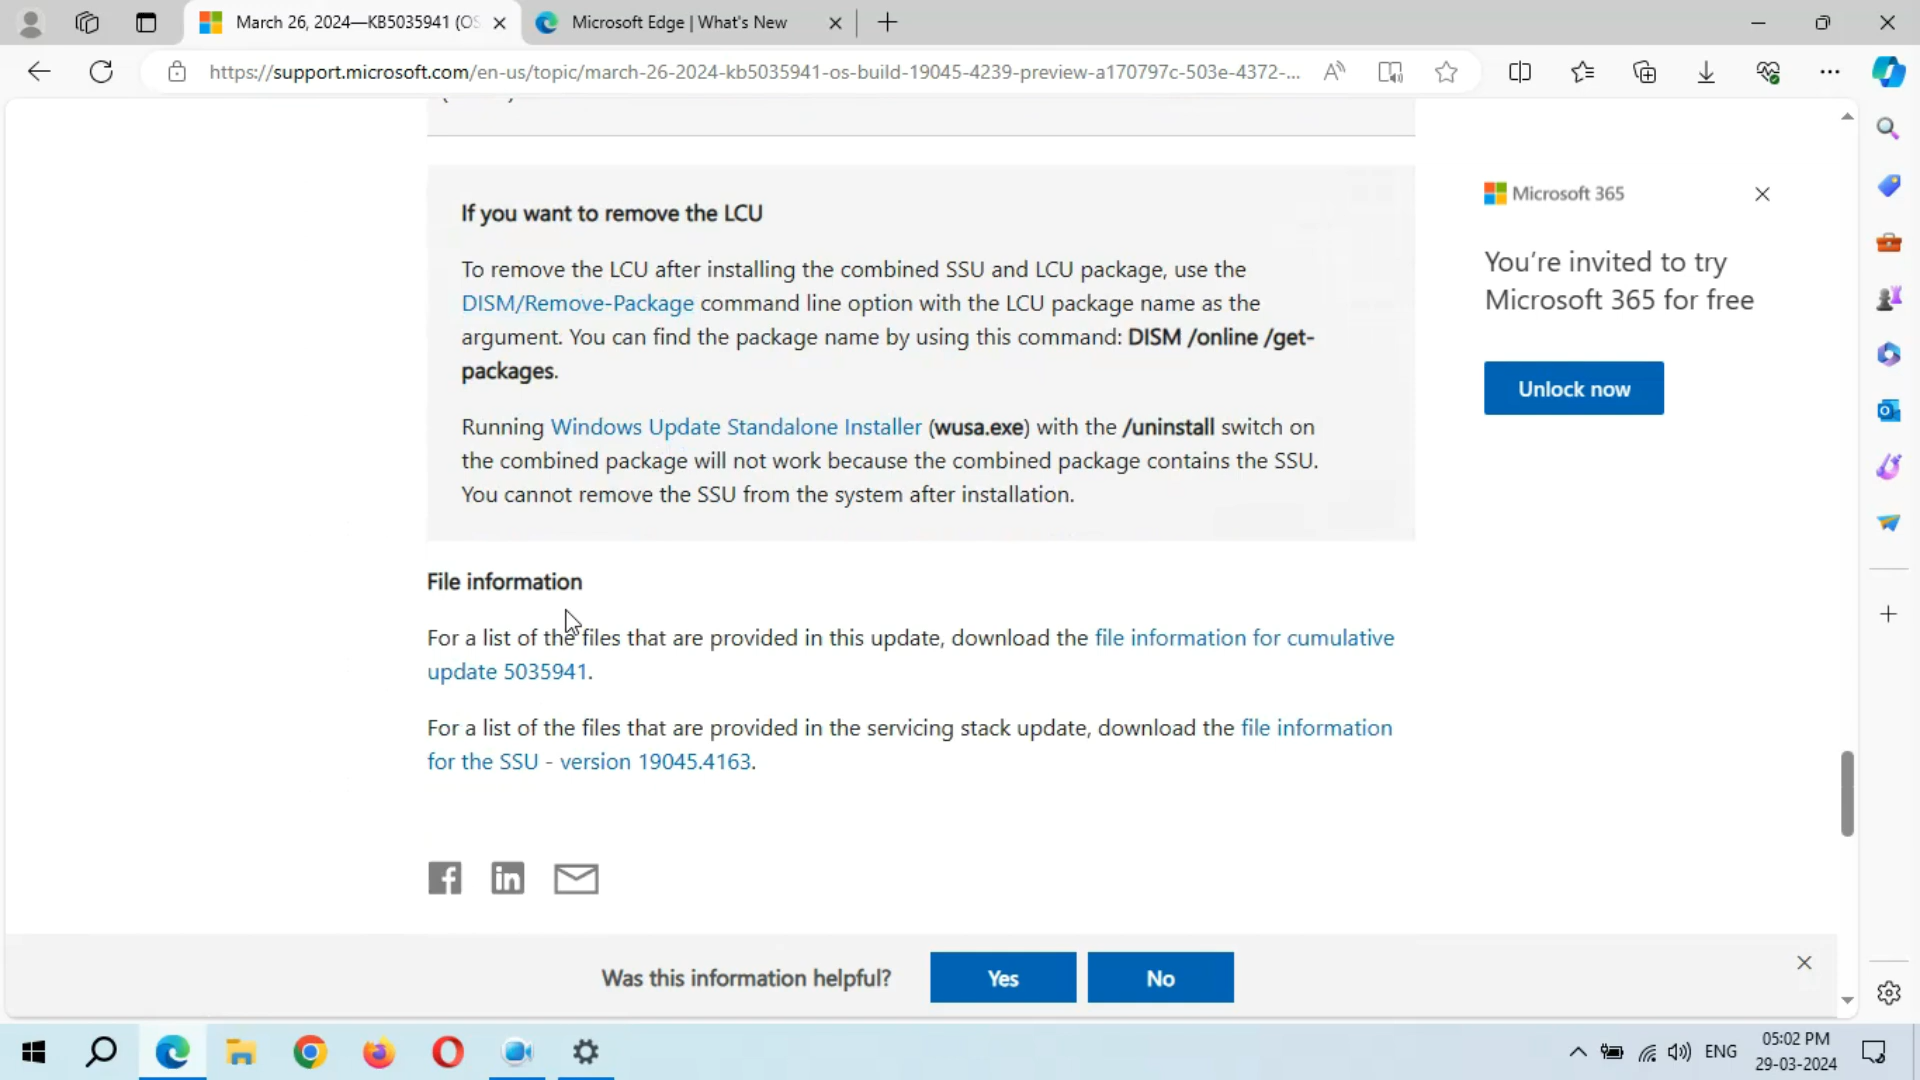 March 26, 2024—KB5035941 (OS
Microsoft Edge | What's New
https://support.microsoft.com/en-us/topic/march-26-2024-kb5035941-os-build-19045-4239-preview-a170797c-503e-4372-...
If you want to remove the LCU
To remove the LCU after installing the combined SSU and LCU package, use the
DISM/Remove-Package command line option with the LCU package name as the
argument. You can find the package name by using this command: DISM /online /get-
packages.
Running Windows Update Standalone Installer (wusa.exe) with the /uninstall switch on
the combined package will not work because the combined package contains the SSU.
You cannot remove the SSU from the system after installation.
Microsoft 365
You're invited to try
Microsoft 365 for free
Unlock now
File information
For a list of the files that are provided in this update, download the file information for cumulative
update 5035941.
For a list of the files that are provided in the servicing stack update, download the file information
for the SSU - version 19045.4163.
Was this information helpful?
Yes
No
ENG
05:02 PM
29-03-2024